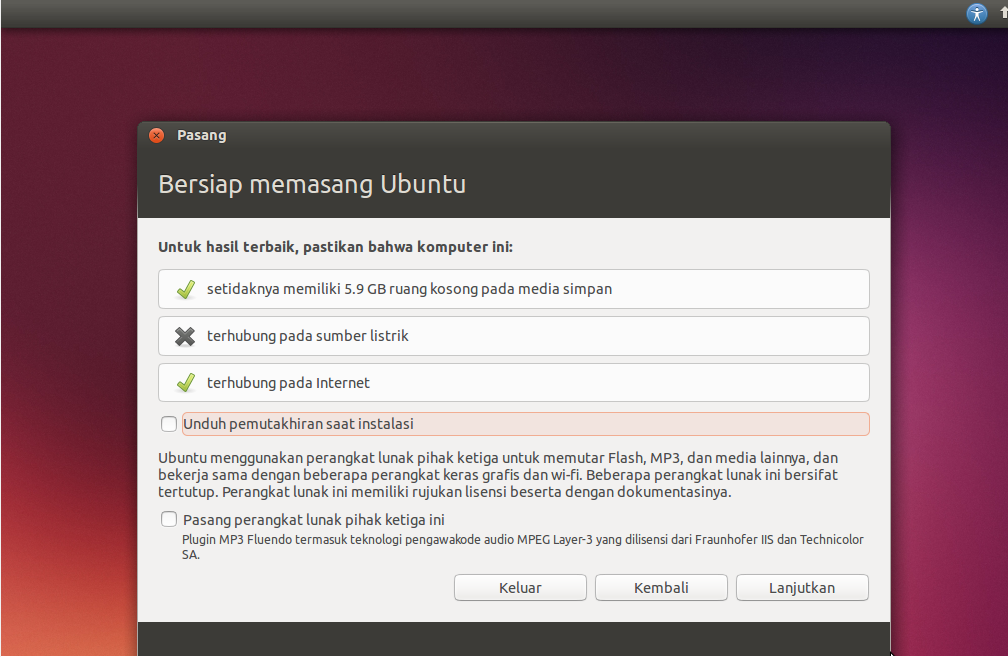 Pasang
Bersiap memasang Ubuntu
Untuk hasil terbaik, pastikan bahwa komputer ini:
setidaknya memiliki 5.9 GB ruang kosong pada media simpan
terhubung pada sumber listrik
terhubung pada Internet
Unduh pemutakhiran saat instalasi
Ubuntu menggunakan perangkat lunak pihak ketiga untuk memutar Flash, MP3, dan media lainnya, dan
bekerja sama dengan beberapa perangkat keras grafis dan wi-fi. Beberapa perangkat lunak ini bersifat
tertutup. Perangkat lunak ini memiliki rujukan lisensi beserta dengan dokumentasinya.
Pasang perangkat lunak pihak ketiga ini
Plugin MP3 Fluendo termasuk teknologi pengawakode audio MPEG Layer-3 yang dilisensi dari Fraunhofer IIS dan Technicolor
SA.
Keluar
Kembali
Lanjutkan